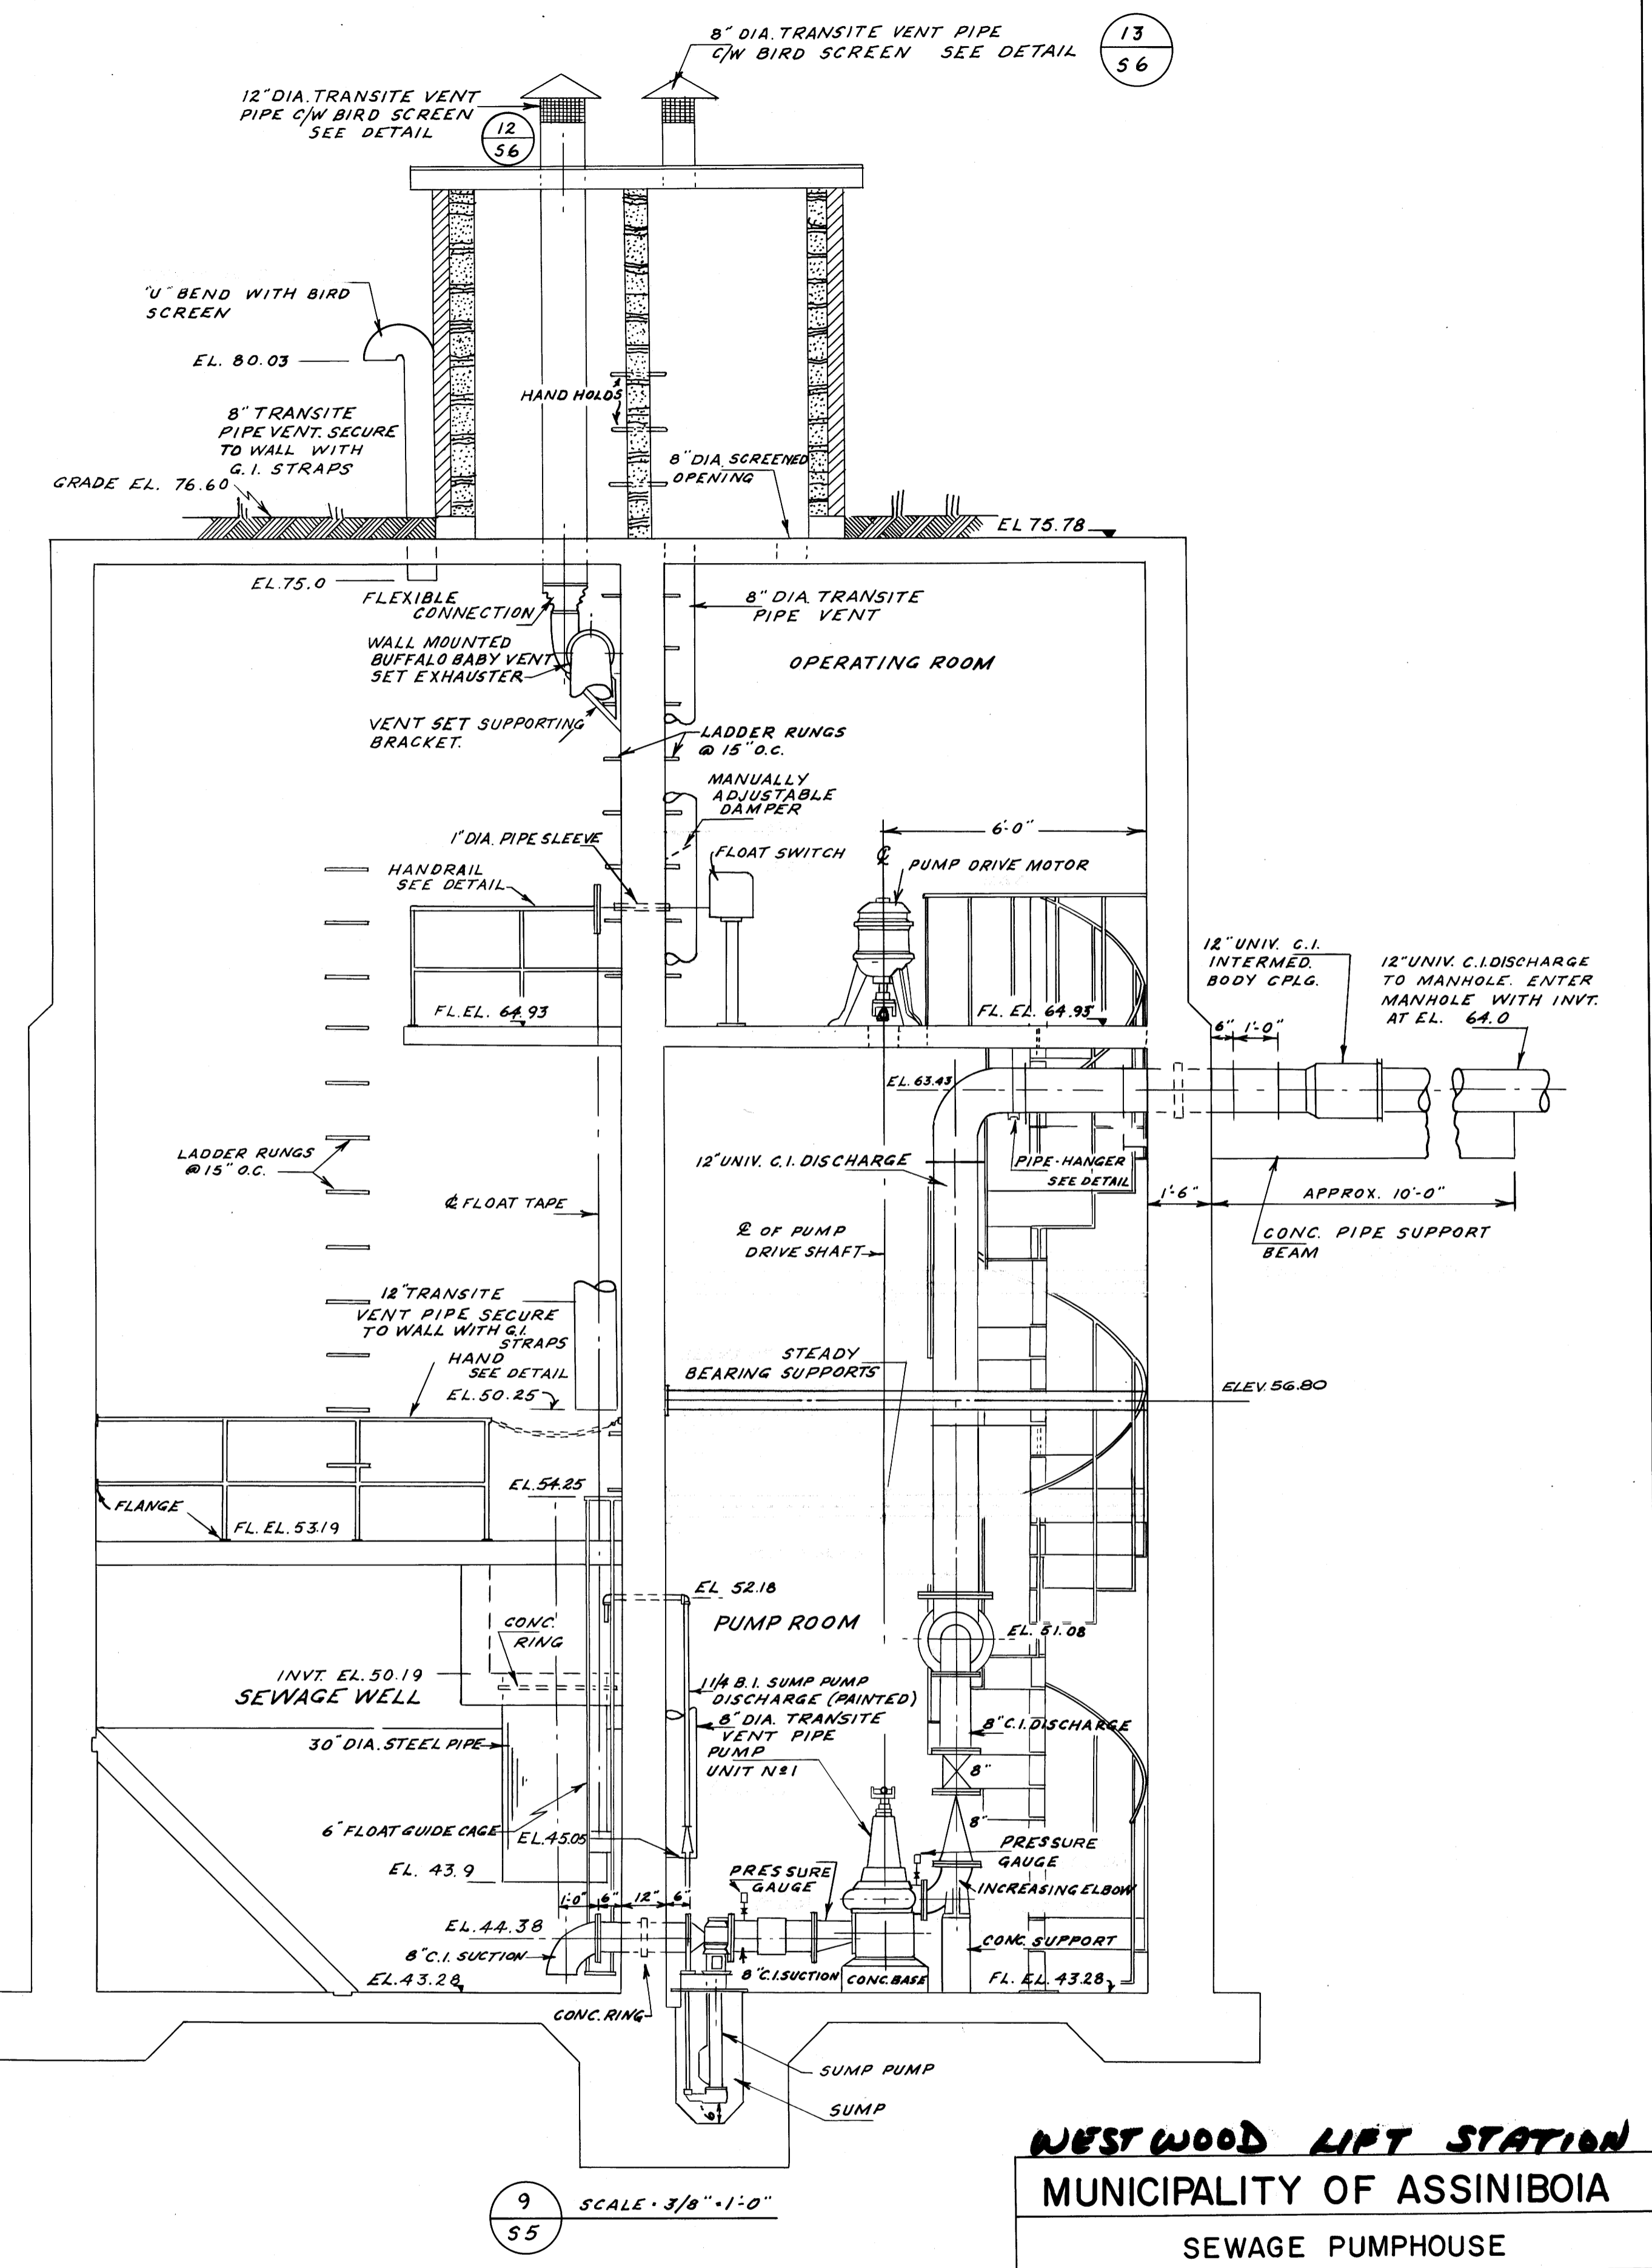 8" DIA. TRANSITE VENT PIPE
C/W BIRD SCREEN SEE DETAIL
13
S6
12" DIA. TRANSITE VENT
PIPE C/W BIRD SCREEN
SEE DETAIL
12
S6
"U" BEND WITH BIRD
SCREEN
EL. 80.03
HAND HOLDS
8" TRANSITE
PIPE VENT. SECURE
TO WALL WITH
G.I. STRAPS
GRADE EL. 76.60
8" DIA. SCREENED
OPENING
EL 75.78
EL.75.0
FLEXIBLE
CONNECTION
8" DIA. TRANSITE
PIPE VENT
WALL MOUNTED
BUFFALO BABY VENT
SET EXHAUSTER
OPERATING ROOM
VENT SET SUPPORTING
BRACKET.
LADDER RUNGS
@ 15" O.C.
MANUALLY
ADJUSTABLE
DAMPER
6'-0"
1" DIA. PIPE SLEEVE
FLOAT SWITCH
℄
PUMP DRIVE MOTOR
HANDRAIL
SEE DETAIL
12" UNIV. C.I.
INTERMED.
BODY CPLG.
12" UNIV. C.I. DISCHARGE
TO MANHOLE. ENTER
MANHOLE WITH INVT.
AT EL. 64.0
FL.EL. 64.93
FL. EL. 64.93
6" 1'-0"
EL.63.43
LADDER RUNGS
@ 15" O.C.
12" UNIV. C.I. DISCHARGE
PIPE-HANGER
SEE DETAIL
1'-6"
APPROX. 10'-0"
℄ FLOAT TAPE
℄ OF PUMP
DRIVE SHAFT
CONC. PIPE SUPPORT
BEAM
12" TRANSITE
VENT PIPE SECURE
TO WALL WITH G.I.
STRAPS
HAND
SEE DETAIL
EL.50.25
STEADY
BEARING SUPPORTS
ELEV. 56.80
EL.54.25
FLANGE
FL. EL. 53.19
EL 52.18
PUMP ROOM
EL. 51.08
CONC.
RING
INVT. EL.50.19
SEWAGE WELL
1 1/4 B.I. SUMP PUMP
DISCHARGE (PAINTED)
8" DIA. TRANSITE
VENT PIPE
8" C.I. DISCHARGE
30" DIA. STEEL PIPE
PUMP
UNIT Nº 1
8"
8"
6" FLOAT GUIDE CAGE
EL.45.05
PRESSURE
GAUGE
EL. 43.9
PRESSURE
GAUGE
INCREASING ELBOW
1'-0" 6" 12" 6"
EL.44.38
8" C.I. SUCTION
CONC. SUPPORT
EL.43.28
8" C.I. SUCTION
CONC. BASE
FL. EL. 43.28
CONC. RING
SUMP PUMP
SUMP
6"
WESTWOOD LIFT STATION
MUNICIPALITY OF ASSINIBOIA
SEWAGE PUMPHOUSE
9
S5
SCALE · 3/8" = 1'-0"